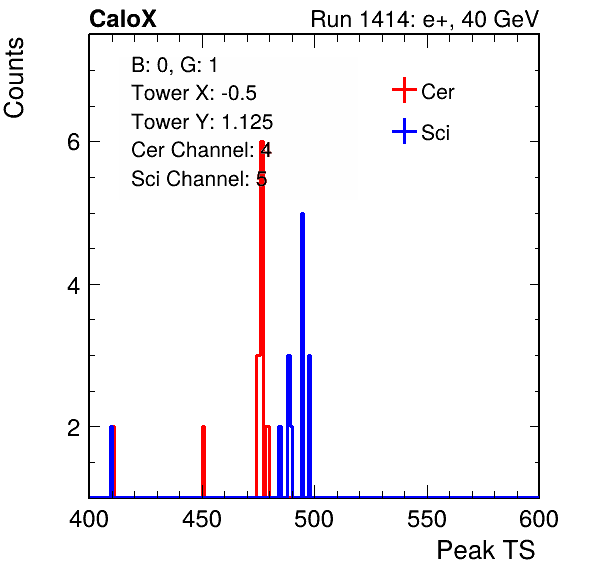 CaloX Run 1414: e+, 40 GeV
Counts
B: 0, G: 1
Tower X: -0.5
Tower Y: 1.125
Cer Channel: 4
Sci Channel: 5
Cer
Sci
6
4
2
400 450 500 550 600
Peak TS